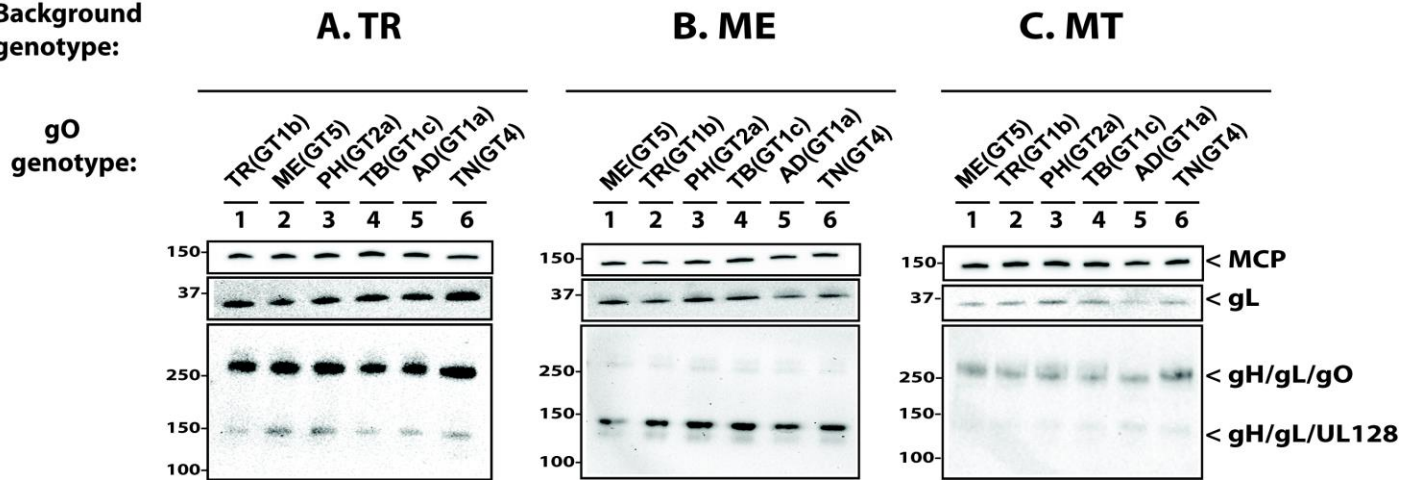 Background
genotype:
A. TR
B. ME
C. MT
gO
genotype:
TR(GT1b) ME(GT5) PH(GT2a) TB(GT1c) AD(GT1a) TN(GT4)
ME(GT5) TR(GT1b) PH(GT2a) TB(GT1c) AD(GT1a) TN(GT4)
ME(GT5) TR(GT1b) PH(GT2a) TB(GT1c) AD(GT1a) TN(GT4)
1 2 3 4 5 6
1 2 3 4 5 6
1 2 3 4 5 6
150-
150-
150-
< MCP
37-
37-
37-
< gL
250-
250-
250-
< gH/gL/gO
150-
150-
150-
< gH/gL/UL128
100-
100-
100-